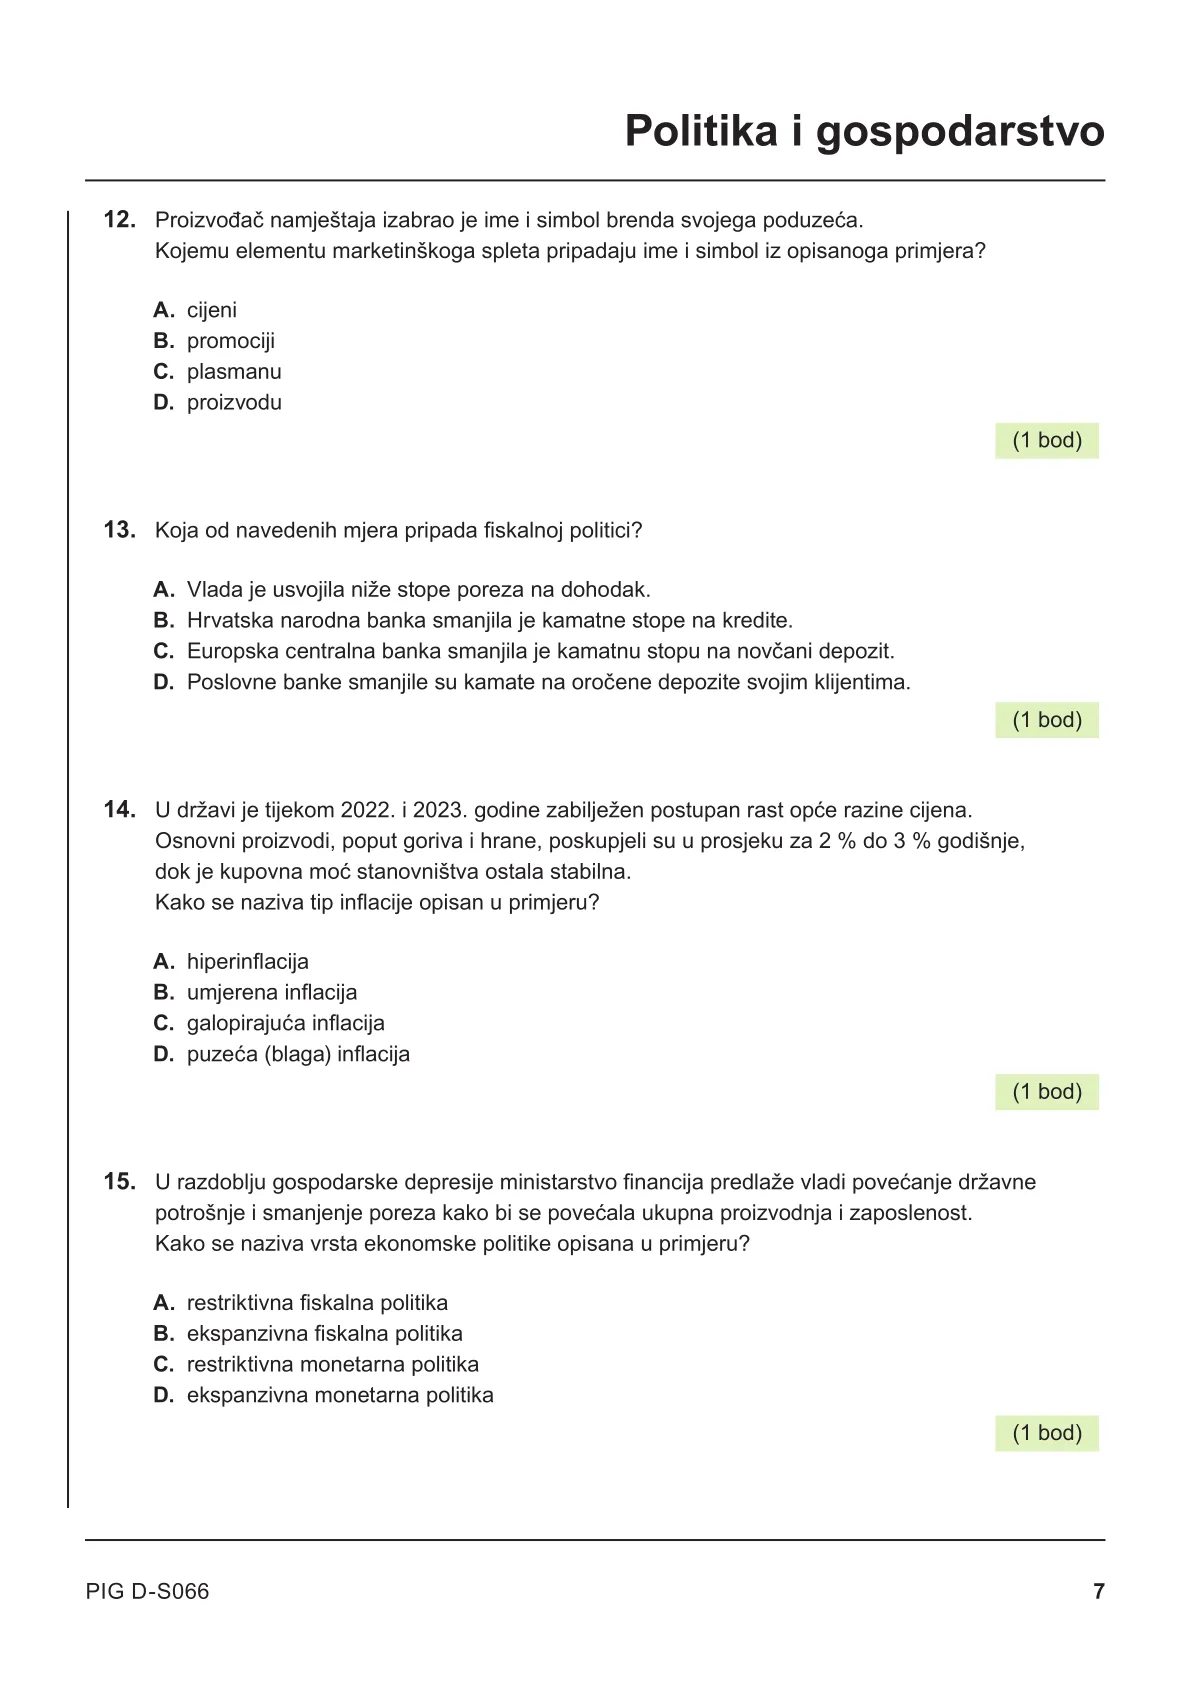 Politika i gospodarstvo
12. Proizvođač namještaja izabrao je ime i simbol brenda svojega poduzeća.
Kojemu elementu marketinškoga spleta pripadaju ime i simbol iz opisanoga primjera?
A. cijeni
B. promociji
C. plasmanu
D. proizvodu
(1 bod)
13. Koja od navedenih mjera pripada fiskalnoj politici?
A. Vlada je usvojila niže stope poreza na dohodak.
B. Hrvatska narodna banka smanjila je kamatne stope na kredite.
C. Europska centralna banka smanjila je kamatnu stopu na novčani depozit.
D. Poslovne banke smanjile su kamate na oročene depozite svojim klijentima.
(1 bod)
14. U državi je tijekom 2022. i 2023. godine zabilježen postupan rast opće razine cijena.
Osnovni proizvodi, poput goriva i hrane, poskupjeli su u prosjeku za 2 % do 3 % godišnje,
dok je kupovna moć stanovništva ostala stabilna.
Kako se naziva tip inflacije opisan u primjeru?
A. hiperinflacija
B. umjerena inflacija
C. galopirajuća inflacija
D. puzeća (blaga) inflacija
(1 bod)
15. U razdoblju gospodarske depresije ministarstvo financija predlaže vladi povećanje državne
potrošnje i smanjenje poreza kako bi se povećala ukupna proizvodnja i zaposlenost.
Kako se naziva vrsta ekonomske politike opisana u primjeru?
A. restriktivna fiskalna politika
B. ekspanzivna fiskalna politika
C. restriktivna monetarna politika
D. ekspanzivna monetarna politika
(1 bod)
PIG D-S066
7